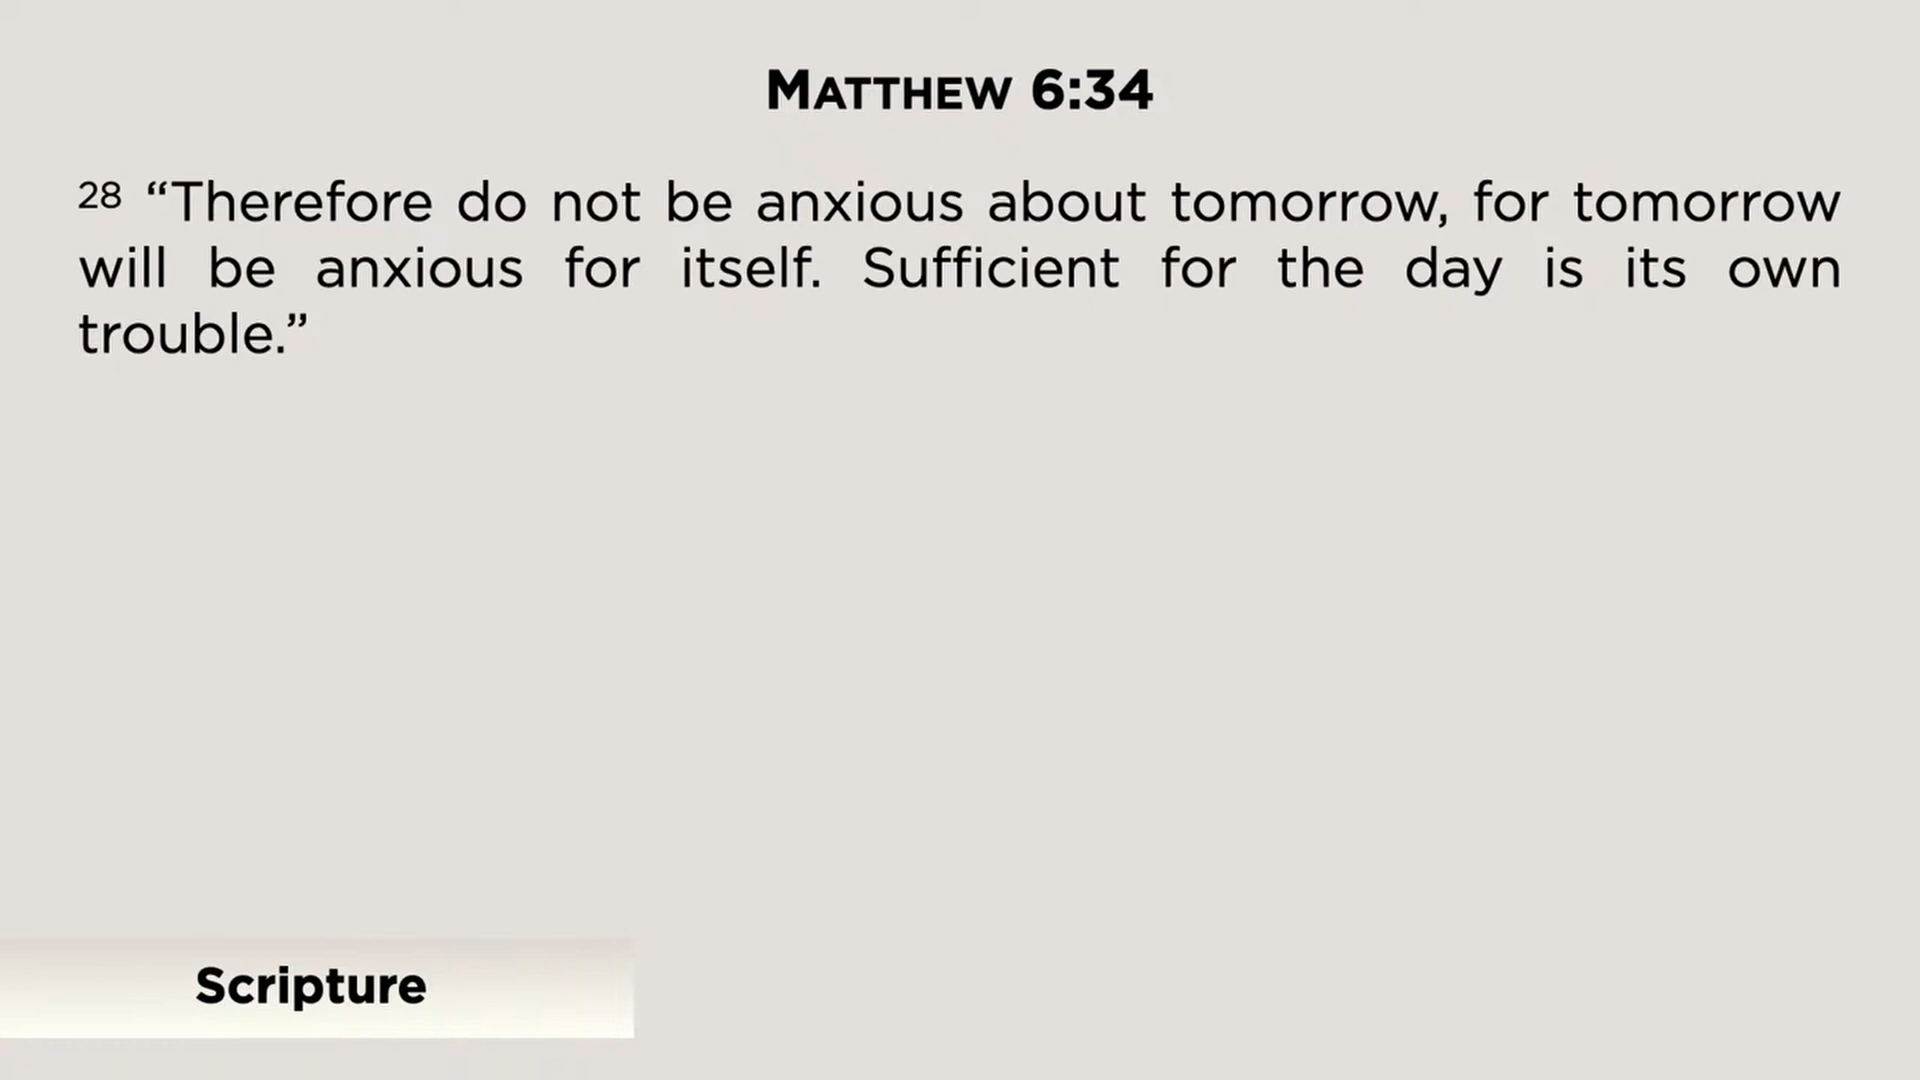 MATTHEW 6:34
28 “Therefore do not be anxious about tomorrow, for tomorrow
will be anxious for itself. Sufficient for the day is its own
trouble.”
Scripture